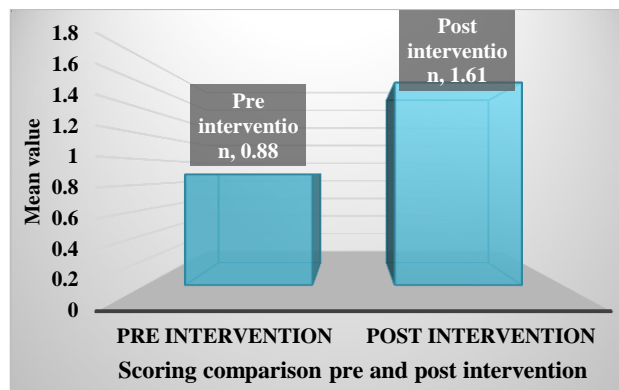 1.8
1.6
1.4
1.2
1
0.8
0.6
0.4
0.2
0
Mean value
Pre
interventio
n, 0.88
Post
interventio
n, 1.61
PRE INTERVENTION
POST INTERVENTION
Scoring comparison pre and post intervention